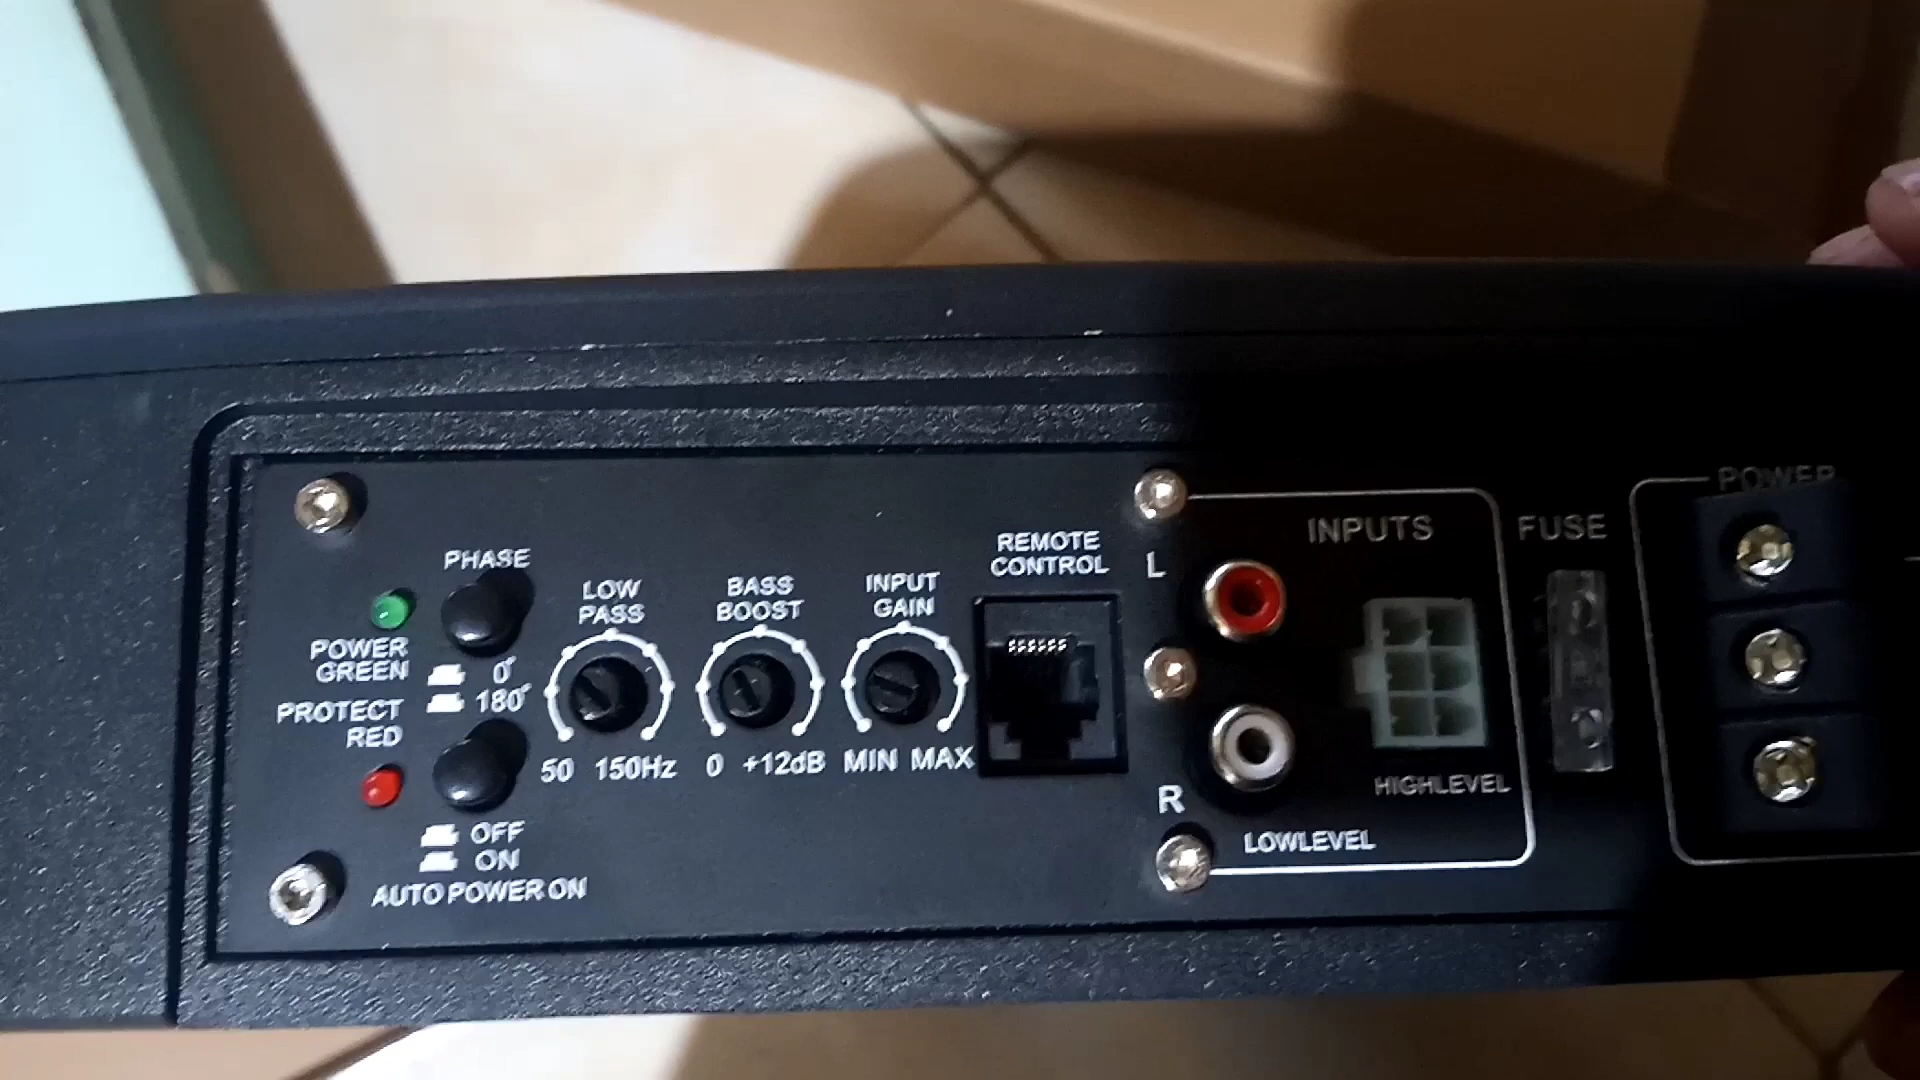 PHASE
POWER
GREEN
0°
180°
PROTECT
RED
OFF
ON
AUTO POWER ON
LOW
PASS
50 150Hz
BASS
BOOST
0 +12dB
INPUT
GAIN
MIN MAX
REMOTE
CONTROL
L
R
INPUTS
HIGHLEVEL
LOWLEVEL
FUSE
POWER